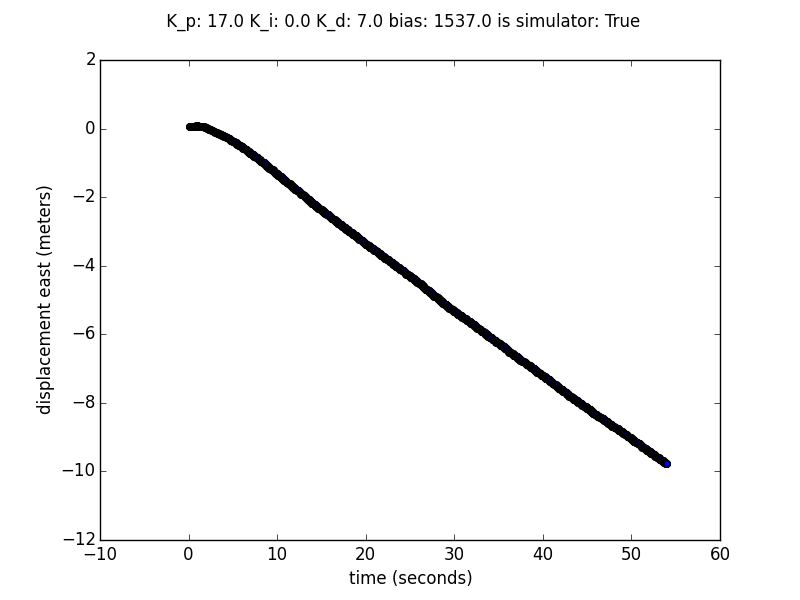 K_p: 17.0 K_i: 0.0 K_d: 7.0 bias: 1537.0 is simulator: True
2
0
−2
−4
−6
−8
−10
−12
displacement east (meters)
−10 0 10 20 30 40 50 60
time (seconds)